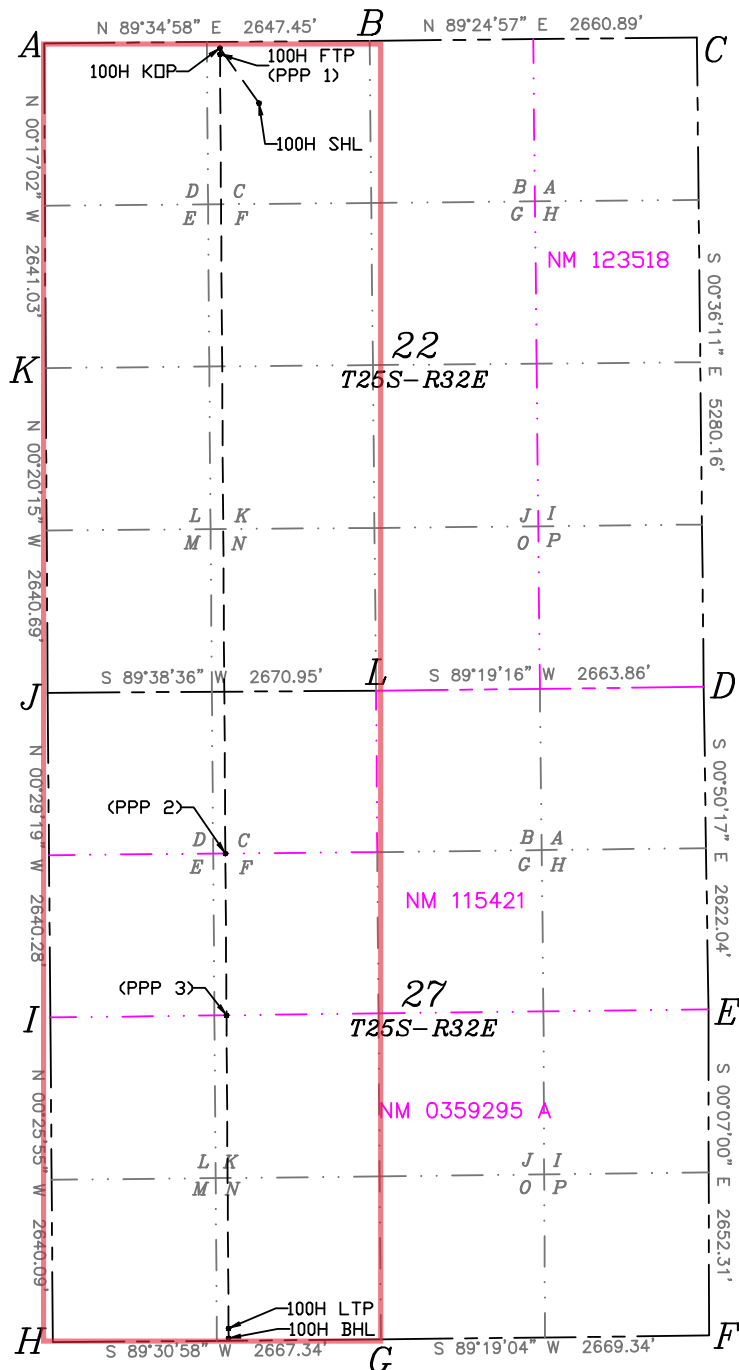 N 89°34'58" E 2647.45'
B
N 89°24'57" E 2660.89'
A
C
100H KOP
100H FTP
(PPP 1)
100H SHL
N 00°17'02" W 2641.03'
D C
E F
B A
G H
NM 123518
S 00°36'11" E 5280.16'
22
T25S-R32E
K
N 00°20'15" W 2640.69'
L K
M N
J I
O P
S 89°38'36" W 2670.95'
L
S 89°19'16" W 2663.86'
J
D
N 00°29'19" W 2640.28'
(PPP 2)
D C
E F
B A
G H
S 00°50'17" E 2622.04'
NM 115421
(PPP 3)
27
T25S-R32E
I
E
NM 0359295 A
N 00°25'55" W 2640.09'
S 00°07'00" E 2652.31'
L K
M N
J I
O P
100H LTP
100H BHL
H
F
S 89°30'58" W 2667.34'
G
S 89°19'04" W 2669.34'